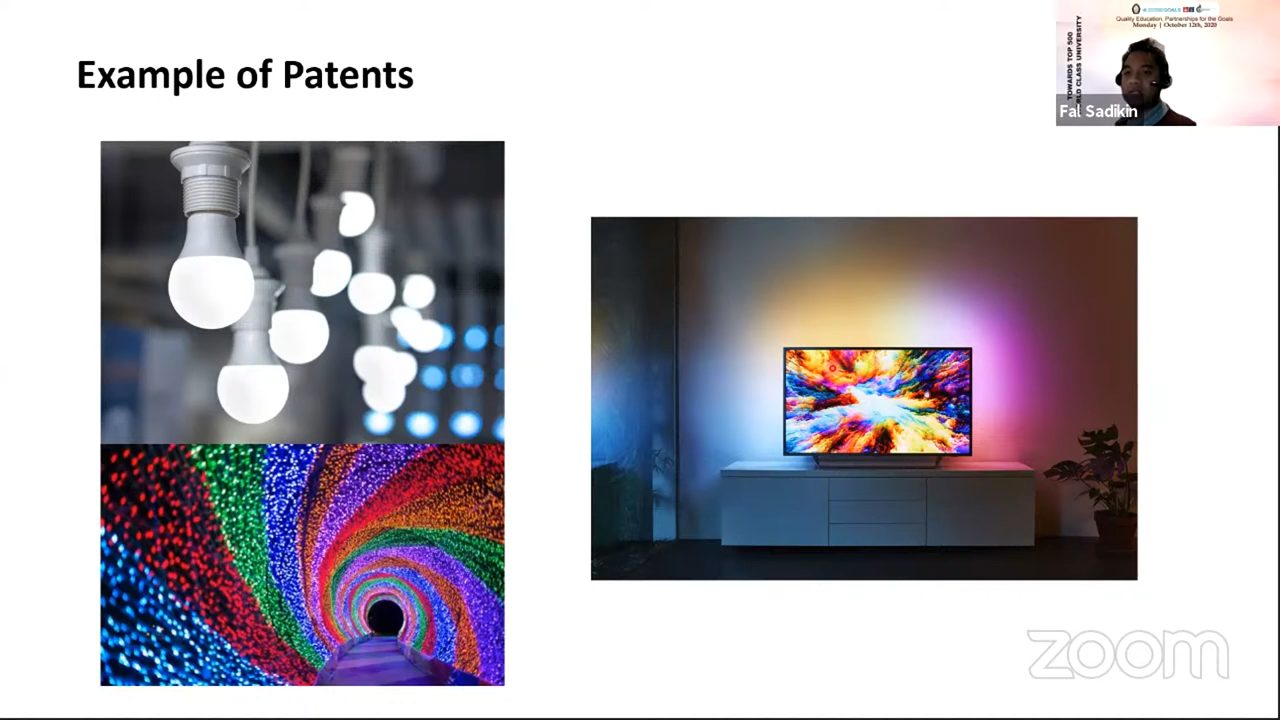 Example of Patents
Quality Education, Partnerships for the Goals
Monday | October 12th, 2020
TOWARDS TOP 500
RLD CLASS UNIVERSITY
Fal Sadikin
zoom